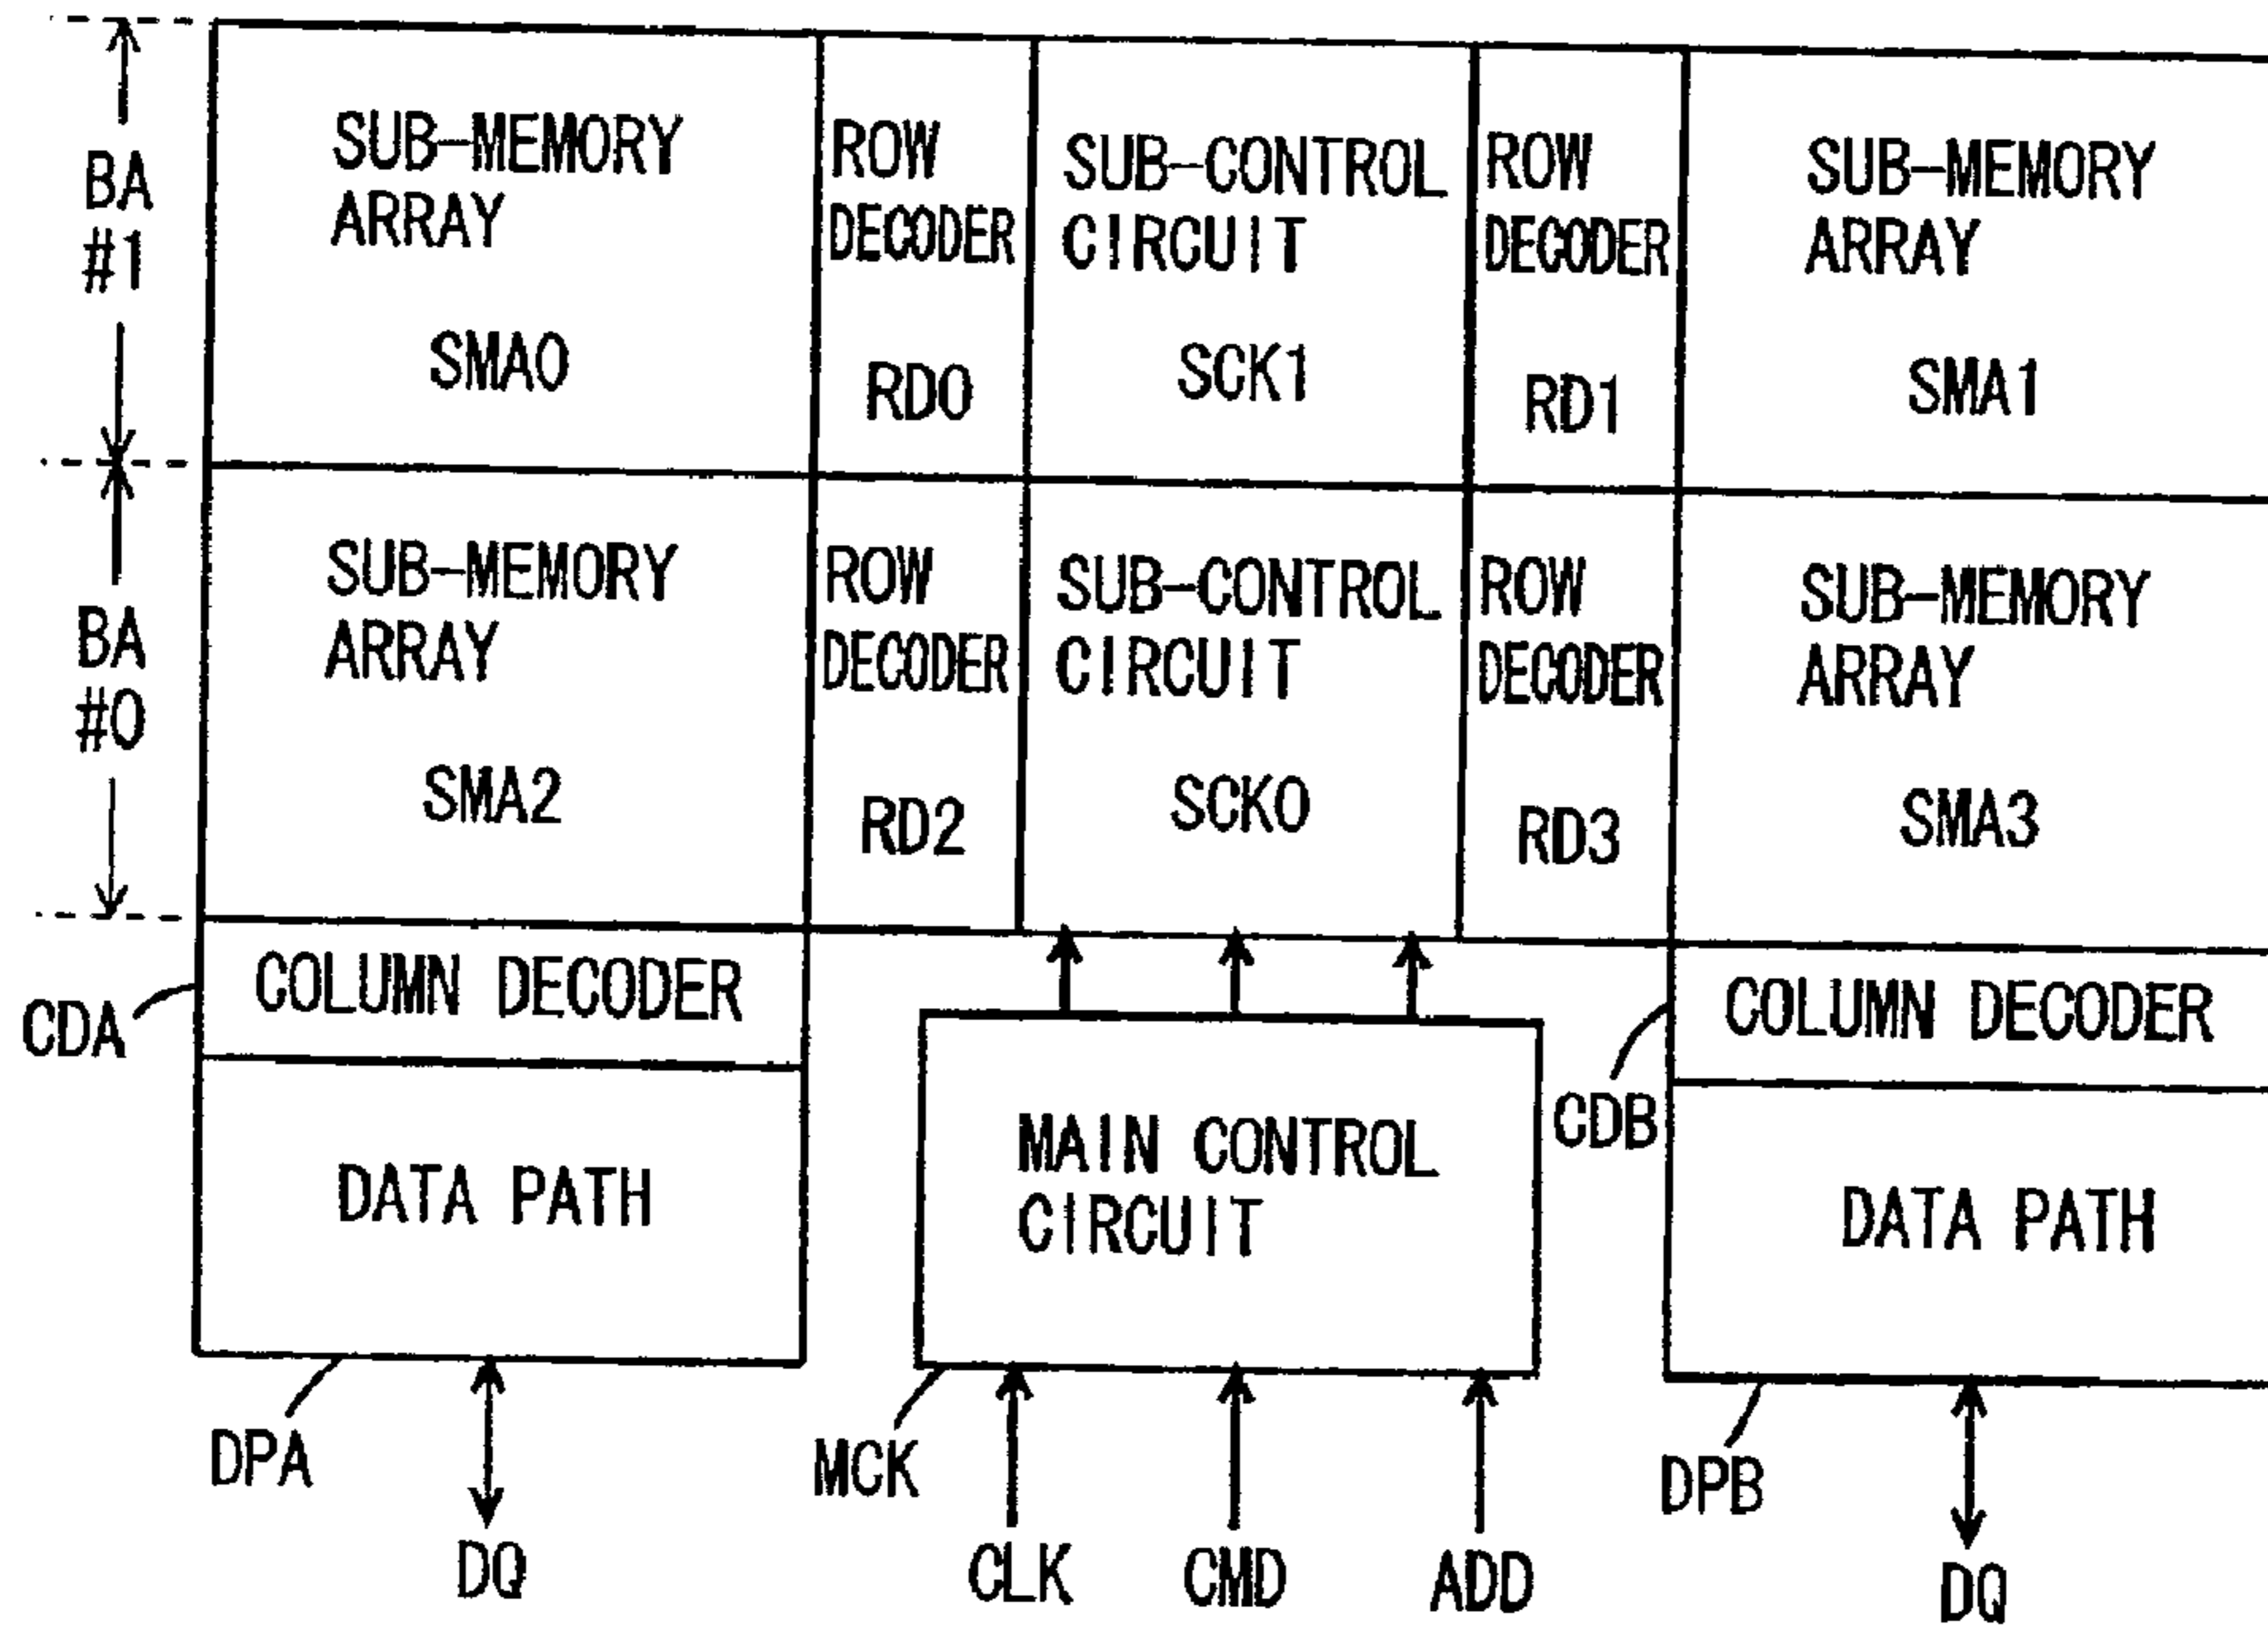 BA
#1
SUB-MEMORY
ARRAY
SMA0
ROW
DECODER
RD0
SUB-CONTROL
CIRCUIT
SCK1
ROW
DECODER
RD1
SUB-MEMORY
ARRAY
SMA1
BA
#0
SUB-MEMORY
ARRAY
SMA2
ROW
DECODER
RD2
SUB-CONTROL
CIRCUIT
SCK0
ROW
DECODER
RD3
SUB-MEMORY
ARRAY
SMA3
CDA
COLUMN DECODER
CDB
COLUMN DECODER
DATA PATH
MAIN CONTROL
CIRCUIT
DATA PATH
DPA
MCK
DPB
DQ
CLK
CMD
ADD
DQ